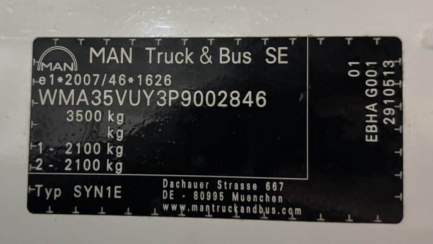 MAN MAN Truck & Bus SE
e1*2007/46*1626
WMA35VUY3P9002846
3500 kg
kg
1 - 2100 kg
2 - 2100 kg
Typ SYN1E
Dachauer Strasse 667
DE - 80995 Muenchen
www.mantruckandbus.com
01
EBHA G001
2910513